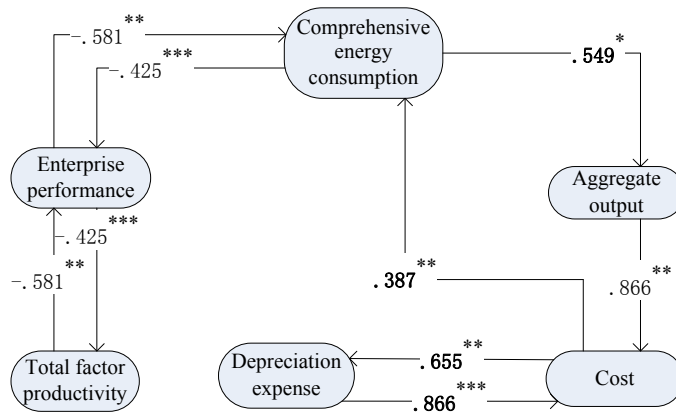 -.581**
Comprehensive
energy
consumption
-.425***
.549*
Enterprise
performance
Aggregate
output
-.425***
-.581**
.387**
.866**
Total factor
productivity
Depreciation
expense
.655**
.866***
Cost